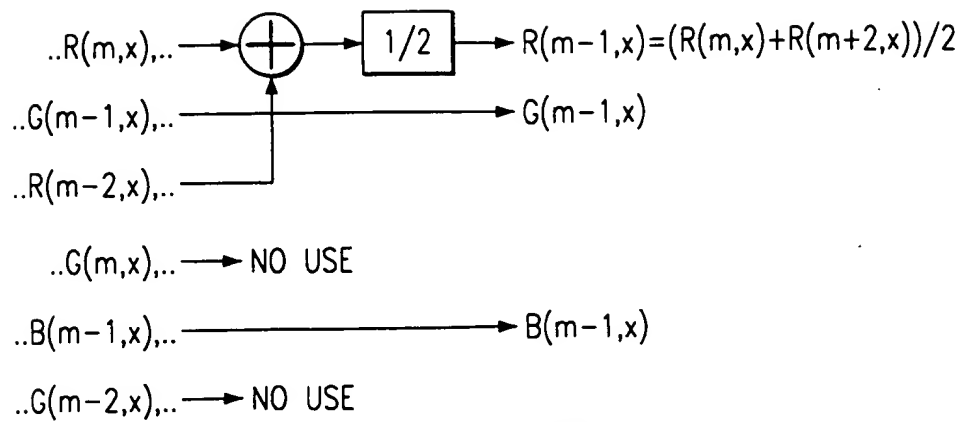 ..R(m,x),.. 1/2 R(m-1,x)=(R(m,x)+R(m+2,x))/2
..G(m-1,x),.. G(m-1,x)
..R(m-2,x),..
..G(m,x),.. NO USE
..B(m-1,x),.. B(m-1,x)
..G(m-2,x),.. NO USE